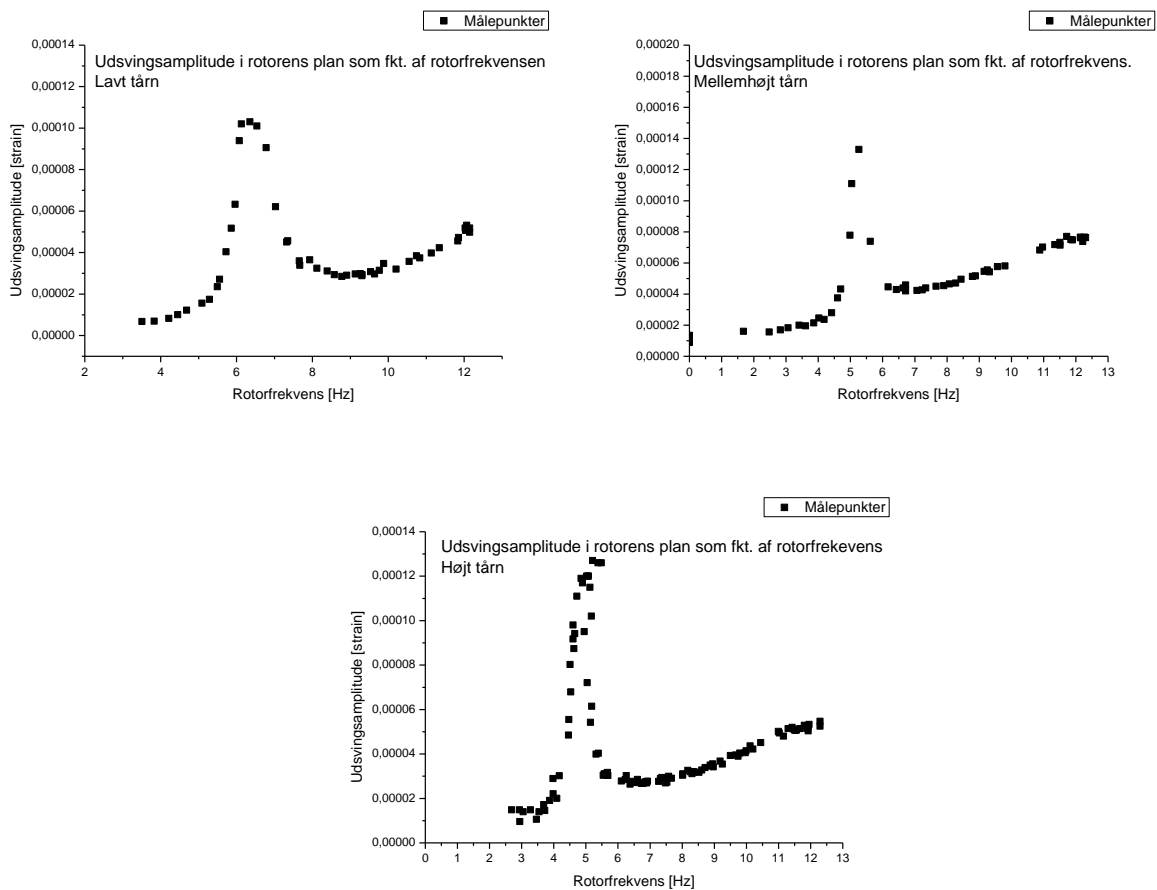 Målepunkter
0,00014
0,00012
0,00010
0,00008
0,00006
0,00004
0,00002
0,00000
Udsvingsamplitude [strain]
Udsvingsamplitude i rotorens plan som fkt. af rotorfrekvensen
Lavt tårn
2 4 6 8 10 12
Rotorfrekvens [Hz]
Målepunkter
0,00020
0,00018
0,00016
0,00014
0,00012
0,00010
0,00008
0,00006
0,00004
0,00002
0,00000
Udsvingsamplitude [strain]
Udsvingsamplitude i rotorens plan som fkt. af rotorfrekvens.
Mellemhøjt tårn
0 1 2 3 4 5 6 7 8 9 10 11 12 13
Rotorfrekvens [Hz]
Målepunkter
0,00014
0,00012
0,00010
0,00008
0,00006
0,00004
0,00002
0,00000
Udsvingsamplitude [strain]
Udsvingsamplitude i rotorens plan som fkt. af rotorfrekevens
Højt tårn
0 1 2 3 4 5 6 7 8 9 10 11 12 13
Rotorfrekvens [Hz]